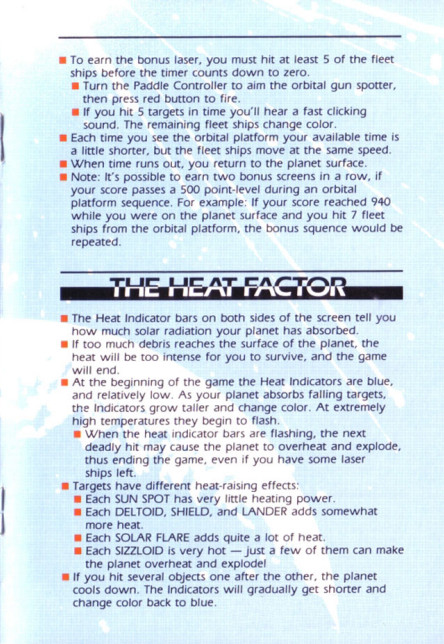 To earn the bonus laser, you must hit at least 5 of the fleet
ships before the timer counts down to zero.
Turn the Paddle Controller to aim the orbital gun spotter,
then press red button to fire.
If you hit 5 targets in time you'll hear a fast clicking
sound. The remaining fleet ships change color.
Each time you see the orbital platform your available time is
a little shorter, but the fleet ships move at the same speed.
When time runs out, you return to the planet surface.
Note: It's possible to earn two bonus screens in a row, if
your score passes a 500 point-level during an orbital
platform sequence. For example: If your score reached 940
while you were on the planet surface and you hit 7 fleet
ships from the orbital platform, the bonus squence would be
repeated.
THE HEAT FACTOR
The Heat Indicator bars on both sides of the screen tell you
how much solar radiation your planet has absorbed.
If too much debris reaches the surface of the planet, the
heat will be too intense for you to survive, and the game
will end.
At the beginning of the game the Heat Indicators are blue,
and relatively low. As your planet absorbs falling targets,
the Indicators grow taller and change color. At extremely
high temperatures they begin to flash.
When the heat indicator bars are flashing, the next
deadly hit may cause the planet to overheat and explode,
thus ending the game, even if you have some laser
ships left.
Targets have different heat-raising effects:
Each SUN SPOT has very little heating power.
Each DELTOID, SHIELD, and LANDER adds somewhat
more heat.
Each SOLAR FLARE adds quite a lot of heat.
Each SIZZLOID is very hot — just a few of them can make
the planet overheat and explode!
If you hit several objects one after the other, the planet
cools down. The Indicators will gradually get shorter and
change color back to blue.